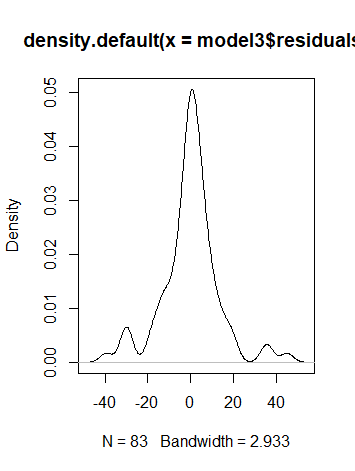 density.default(x = model3$residuals
Density
0.05
0.04
0.03
0.02
0.01
0.00
-40 -20 0 20 40
N = 83 Bandwidth = 2.933